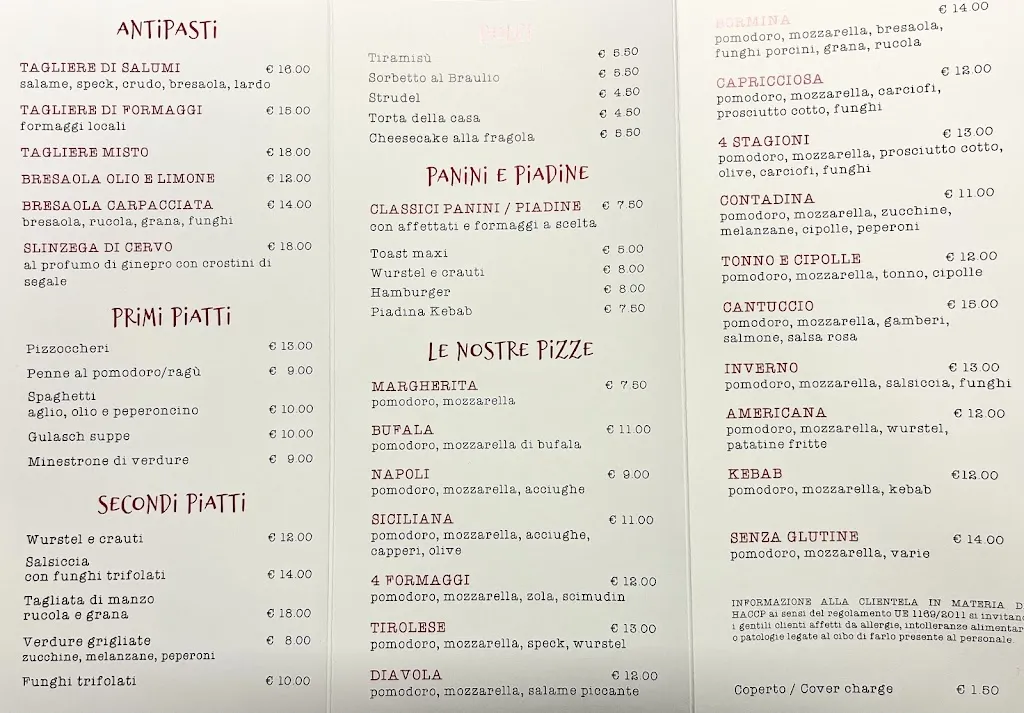 ANTIPASTI
TAGLIERE DI SALUMI € 16.00
salame, speck, crudo, bresaola, lardo
TAGLIERE DI FORMAGGI € 15.00
formaggi locali
TAGLIERE MISTO € 18.00
BRESAOLA OLIO E LIMONE € 12.00
BRESAOLA CARPACCIATA € 14.00
bresaola, rucola, grana, funghi
SLINZEGA DI CERVO € 18.00
al profumo di ginepro con crostini di
segale
PRIMI PIATTI
Pizzoccheri € 13.00
Penne al pomodoro/ragù € 9.00
Spaghetti
aglio, olio e peperoncino € 10.00
Gulasch suppe € 10.00
Minestrone di verdure € 9.00
SECONDI PIATTI
Wurstel e crauti € 12.00
Salsiccia
con funghi trifolati € 14.00
Tagliata di manzo
rucola e grana € 18.00
Verdure grigliate € 8.00
zucchine, melanzane, peperoni
Funghi trifolati € 10.00
DOLCI
Tiramisù € 5.50
Sorbetto al Braulio € 5.50
Strudel € 4.50
Torta della casa € 4.50
Cheesecake alla fragola € 5.50
PANINI E PIADINE
CLASSICI PANINI / PIADINE € 7.50
con affettati e formaggi a scelta
Toast maxi € 5.00
Wurstel e crauti € 8.00
Hamburger € 8.00
Piadina Kebab € 7.50
LE NOSTRE PIZZE
MARGHERITA € 7.50
pomodoro, mozzarella
BUFALA € 11.00
pomodoro, mozzarella di bufala
NAPOLI € 9.00
pomodoro, mozzarella, acciughe
SICILIANA € 11.00
pomodoro, mozzarella, acciughe,
capperi, olive
4 FORMAGGI € 12.00
pomodoro, mozzarella, zola, scimudin
TIROLESE € 13.00
pomodoro, mozzarella, speck, wurstel
DIAVOLA € 12.00
pomodoro, mozzarella, salame piccante
BORMINA € 14.00
pomodoro, mozzarella, bresaola,
funghi porcini, grana, rucola
CAPRICCIOSA € 12.00
pomodoro, mozzarella, carciofi,
prosciutto cotto, funghi
4 STAGIONI € 13.00
pomodoro, mozzarella, prosciutto cotto,
olive, carciofi, funghi
CONTADINA € 11.00
pomodoro, mozzarella, zucchine,
melanzane, cipolle, peperoni
TONNO E CIPOLLE € 12.00
pomodoro, mozzarella, tonno, cipolle
CANTUCCIO € 15.00
pomodoro, mozzarella, gamberi,
salmone, salsa rosa
INVERNO € 13.00
pomodoro, mozzarella, salsiccia, funghi
AMERICANA € 12.00
pomodoro, mozzarella, wurstel,
patatine fritte
KEBAB €12.00
pomodoro, mozzarella, kebab
SENZA GLUTINE € 14.00
pomodoro, mozzarella, varie
INFORMAZIONE ALLA CLIENTELA IN MATERIA D
HACCP ai sensi del regolamento UE 1169/2011 si invitano
i gentili clienti affetti da allergie, intolleranze alimentar
o patologie legate al cibo di farlo presente al personale.
Coperto / Cover charge € 1.50